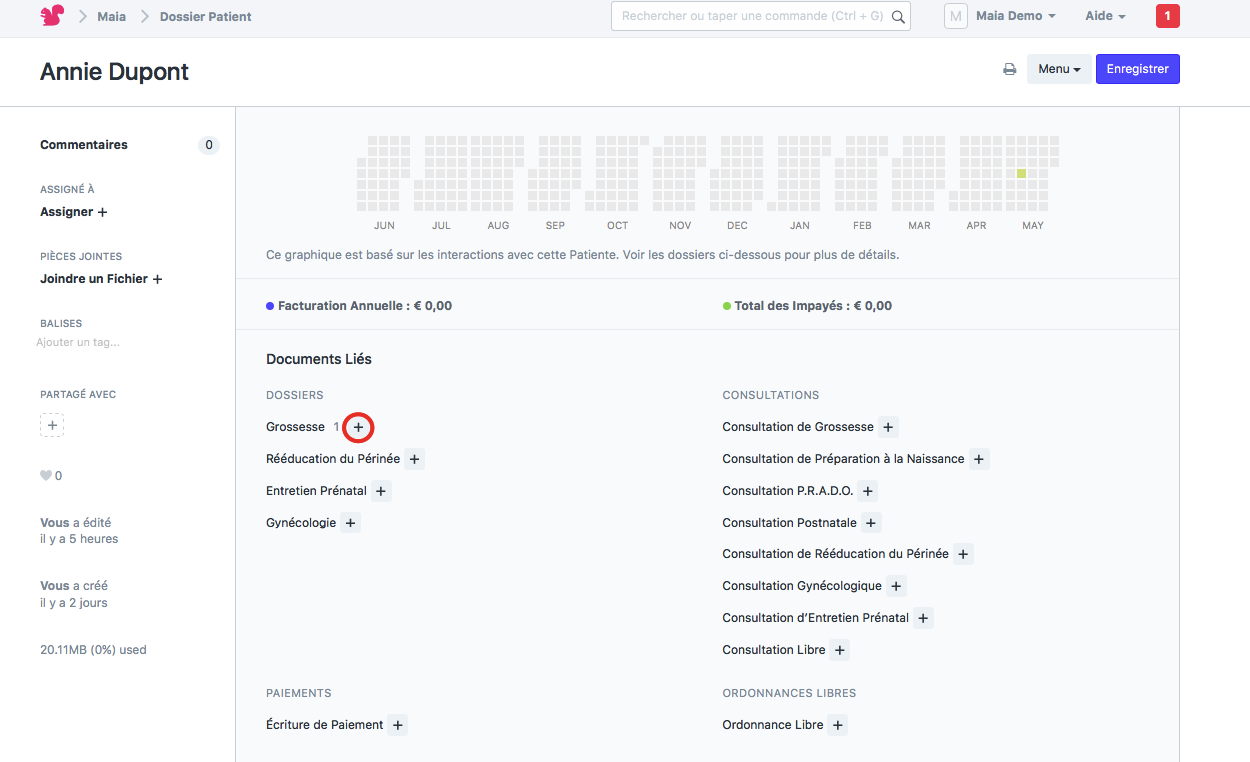 Maia
Dossier Patient
Rechercher ou taper une commande (Ctrl + G)
M
Maia Demo
Aide
1
Annie Dupont
Menu
Enregistrer
Commentaires 0
ASSIGNÉ À
Assigner +
PIÈCES JOINTES
Joindre un Fichier +
BALISES
Ajouter un tag...
PARTAGÉ AVEC
+
0
Vous a édité
il y a 5 heures
Vous a créé
il y a 2 jours
20.11MB (0%) used
JUN JUL AUG SEP OCT NOV DEC JAN FEB MAR APR MAY
Ce graphique est basé sur les interactions avec cette Patiente. Voir les dossiers ci-dessous pour plus de détails.
Facturation Annuelle : € 0,00
Total des Impayés : € 0,00
Documents Liés
DOSSIERS
Grossesse 1 +
Rééducation du Périnée +
Entretien Prénatal +
Gynécologie +
CONSULTATIONS
Consultation de Grossesse +
Consultation de Préparation à la Naissance +
Consultation P.R.A.D.O. +
Consultation Postnatale +
Consultation de Rééducation du Périnée +
Consultation Gynécologique +
Consultation d'Entretien Prénatal +
Consultation Libre +
PAIEMENTS
Écriture de Paiement +
ORDONNANCES LIBRES
Ordonnance Libre +